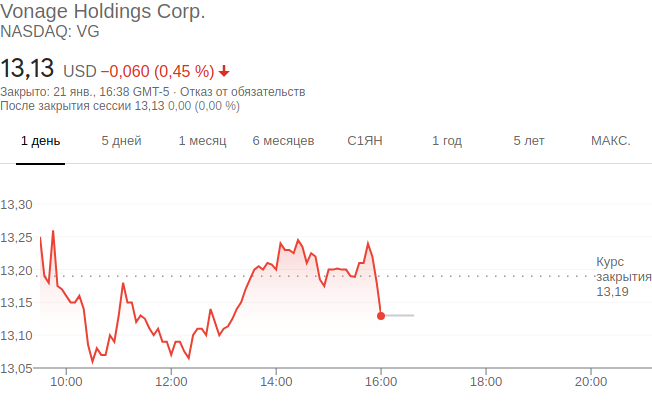 Vonage Holdings Corp.
NASDAQ: VG
13,13 USD −0,060 (0,45 %)
Закрыто: 21 янв., 16:38 GMT-5 · Отказ от обязательств
После закрытия сессии 13,13 0,00 (0,00 %)
1 день 5 дней 1 месяц 6 месяцев С1ЯН 1 год 5 лет МАКС.
13,30
13,25
13,20
13,15
13,10
13,05
Курс
закрытия
13,19
10:00 12:00 14:00 16:00 18:00 20:00